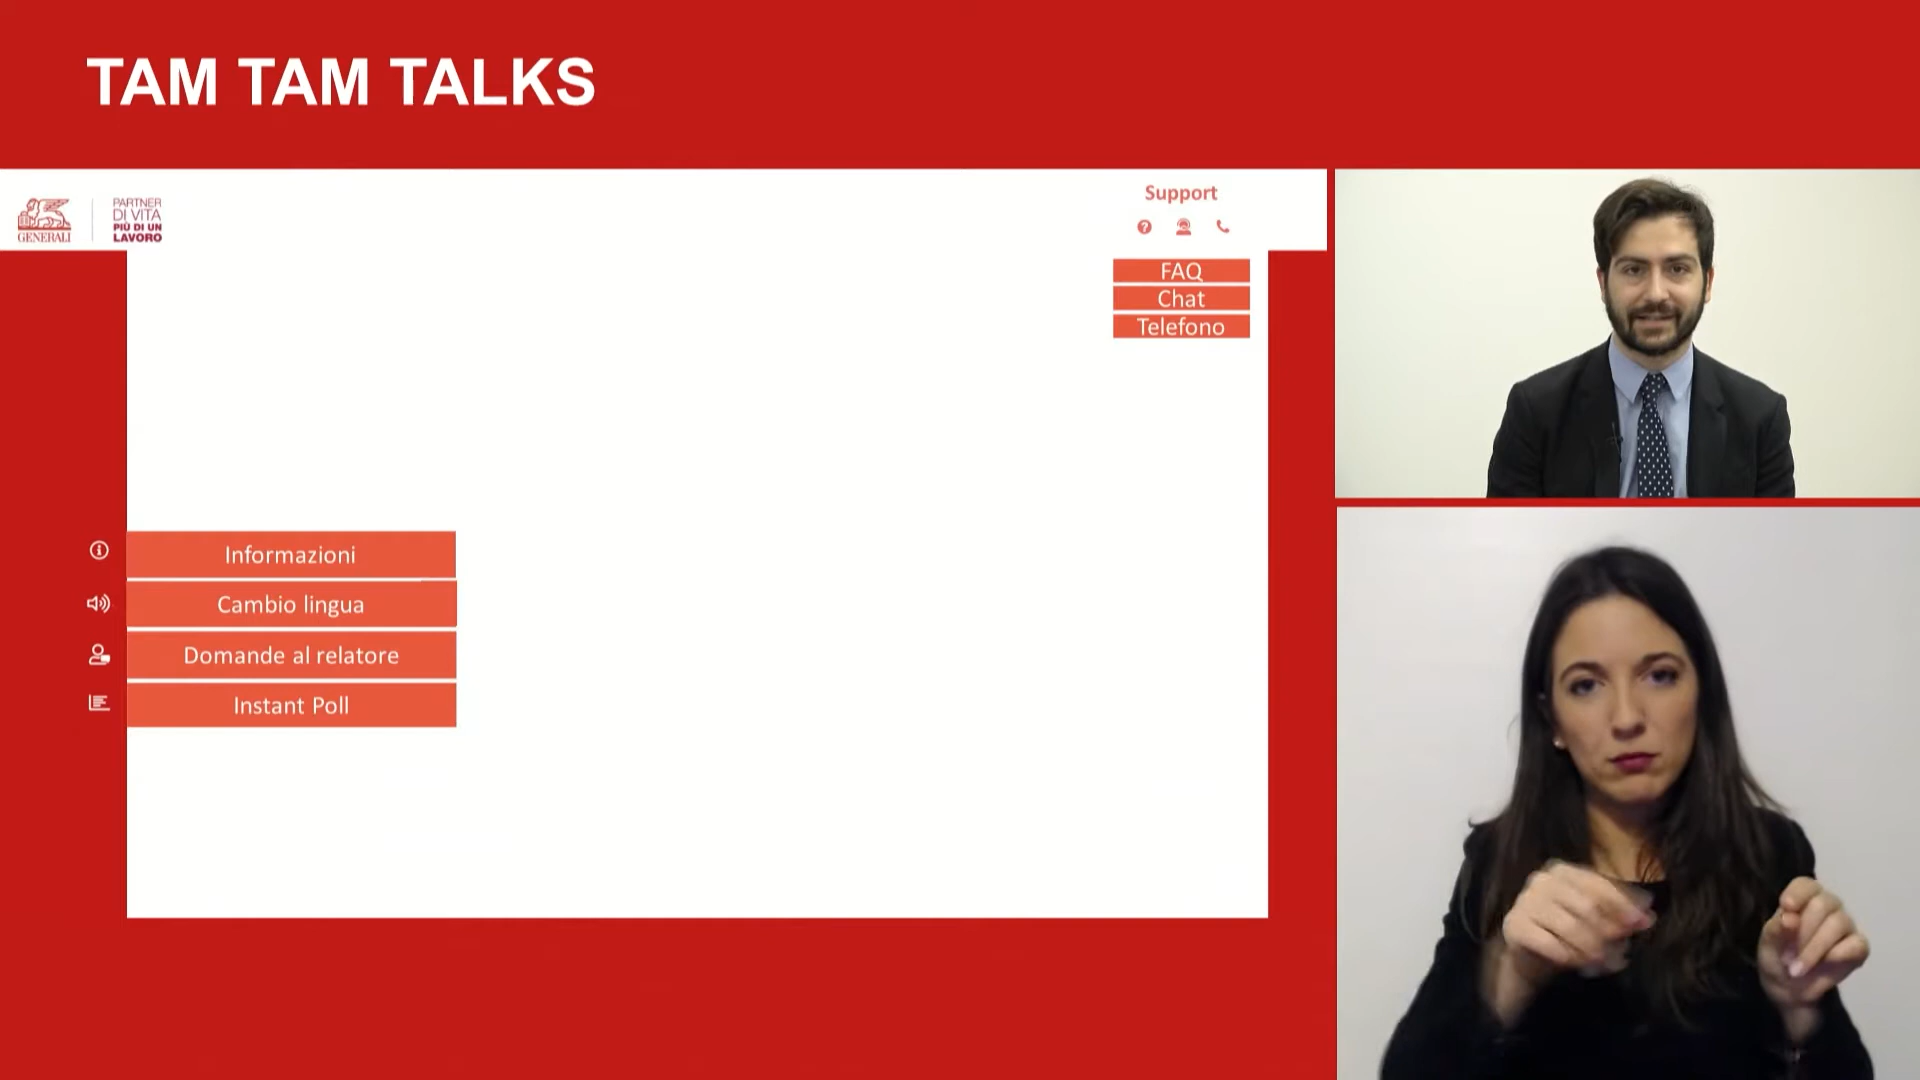 TAM TAM TALKS
GENERALI
PARTNER
DI VITA
PIÙ DI UN
LAVORO
Support
FAQ
Chat
Telefono
Informazioni
Cambio lingua
Domande al relatore
Instant Poll